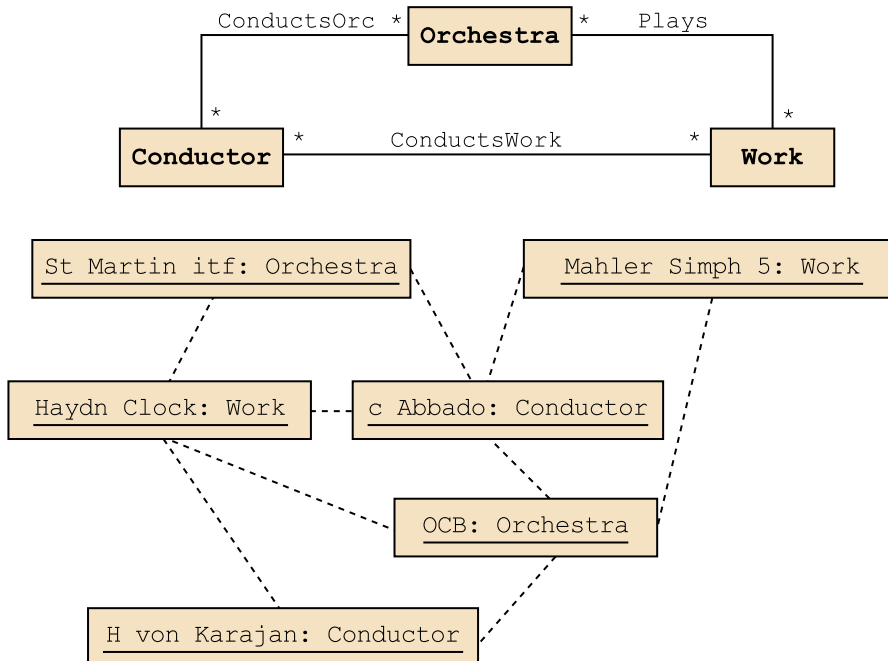 ConductsOrc * Orchestra * Plays
* *
Conductor * ConductsWork * Work
St Martin itf: Orchestra Mahler Simph 5: Work
Haydn Clock: Work c Abbado: Conductor
OCB: Orchestra
H von Karajan: Conductor